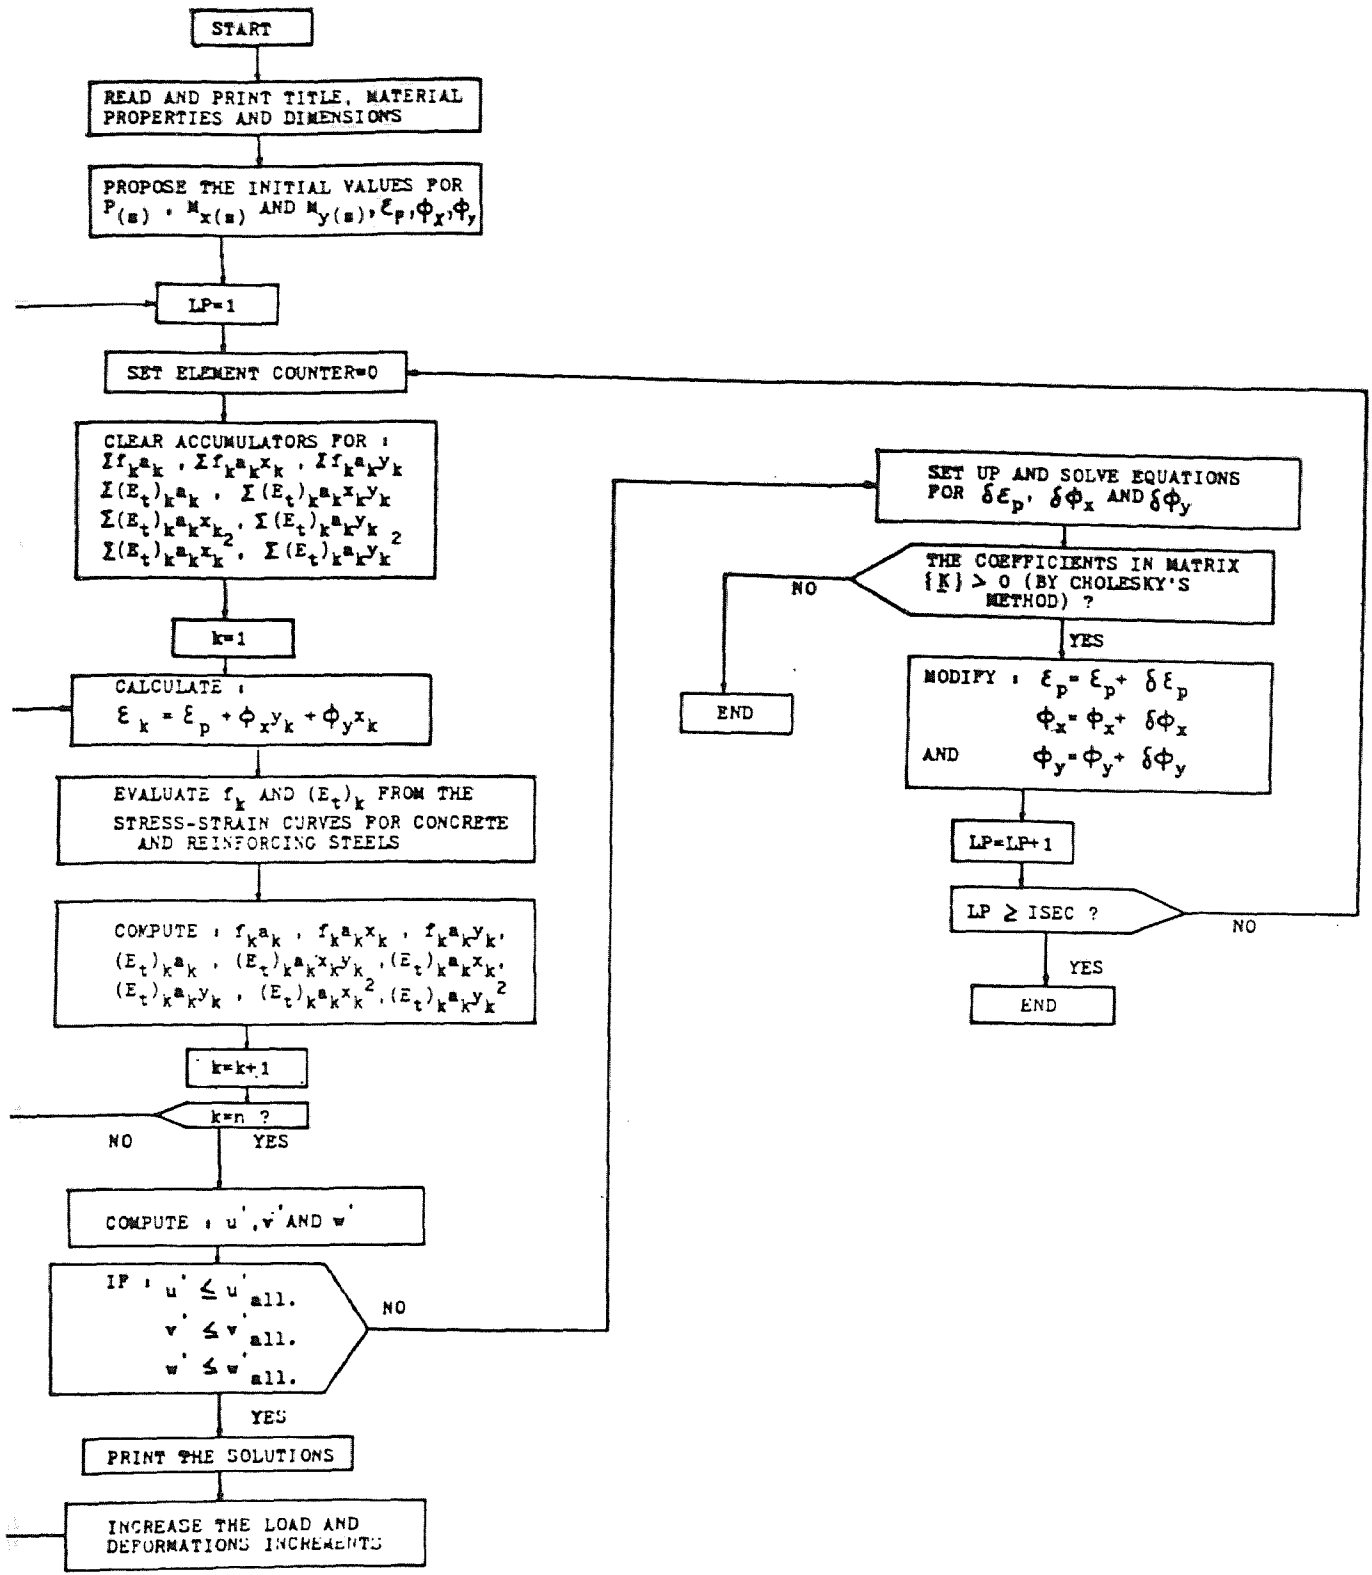 START
READ AND PRINT TITLE, MATERIAL
PROPERTIES AND DIMENSIONS
PROPOSE THE INITIAL VALUES FOR
P(s) , Mx(s) AND My(s), εp, ϕx, ϕy
LP=1
SET ELEMENT COUNTER=0
CLEAR ACCUMULATORS FOR :
Σfkak , Σfkakxk , Σfkakyk
Σ(Et)kak , Σ(Et)kakxkyk
Σ(Et)kakxk, Σ(Et)kakyk
Σ(Et)kakxk², Σ(Et)kakyk²
k=1
CALCULATE :
εk = εp + ϕxyk + ϕyxk
EVALUATE fk AND (Et)k FROM THE
STRESS-STRAIN CURVES FOR CONCRETE
AND REINFORCING STEELS
COMPUTE : fkak , fkakxk , fkakyk,
(Et)kak , (Et)kakxkyk ,(Et)kakxk,
(Et)kakyk , (Et)kakxk²,(Et)kakyk²
k=k+1
k=n ?
NO
YES
COMPUTE : u',v'AND w'
IF : u' ≤ u'all.
v' ≤ v'all.
w' ≤ w'all.
NO
YES
PRINT THE SOLUTIONS
INCREASE THE LOAD AND
DEFORMATIONS INCREMENTS
SET UP AND SOLVE EQUATIONS
FOR δεp, δϕx AND δϕy
THE COEFFICIENTS IN MATRIX
{K} > 0 (BY CHOLESKY'S
METHOD) ?
NO
YES
END
MODIFY : εp= εp+ δεp
ϕx= ϕx+ δϕx
AND ϕy= ϕy+ δϕy
LP=LP+1
LP ≥ ISEC ?
NO
YES
END